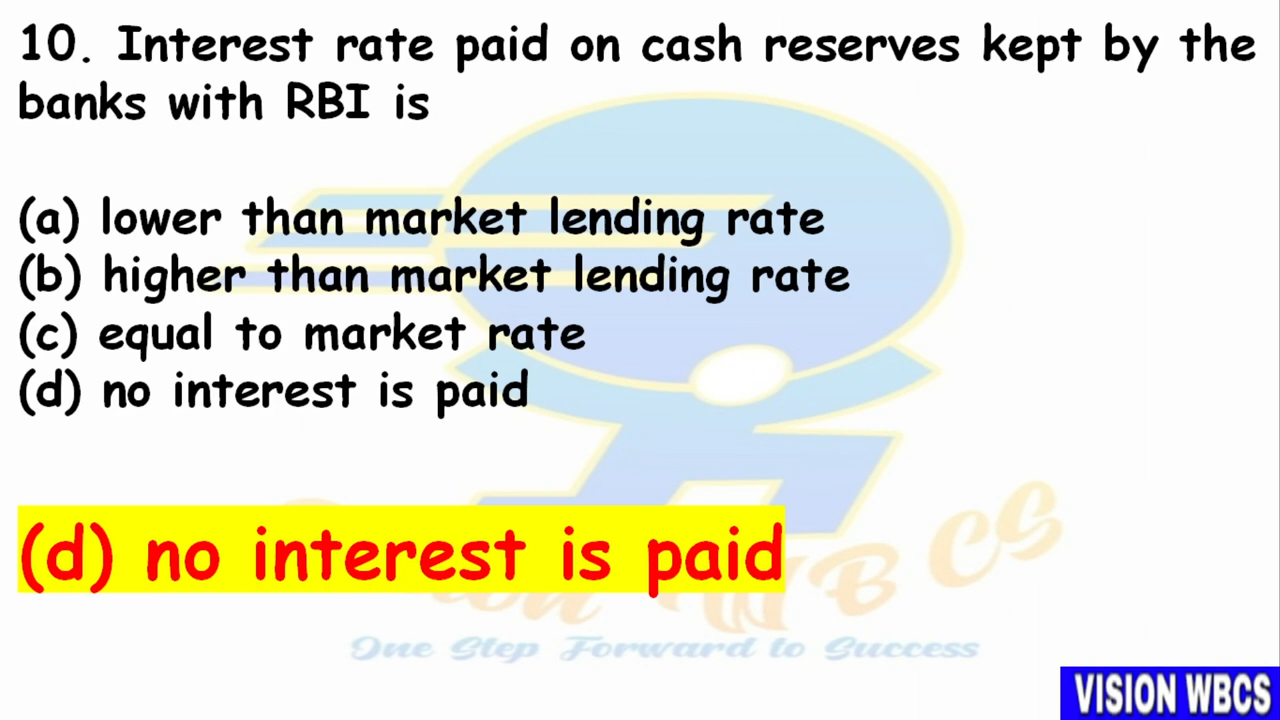 10. Interest rate paid on cash reserves kept by the
banks with RBI is
(a) lower than market lending rate
(b) higher than market lending rate
(c) equal to market rate
(d) no interest is paid
(d) no interest is paid
WB CS
One Step Forward to Success
VISION WBCS